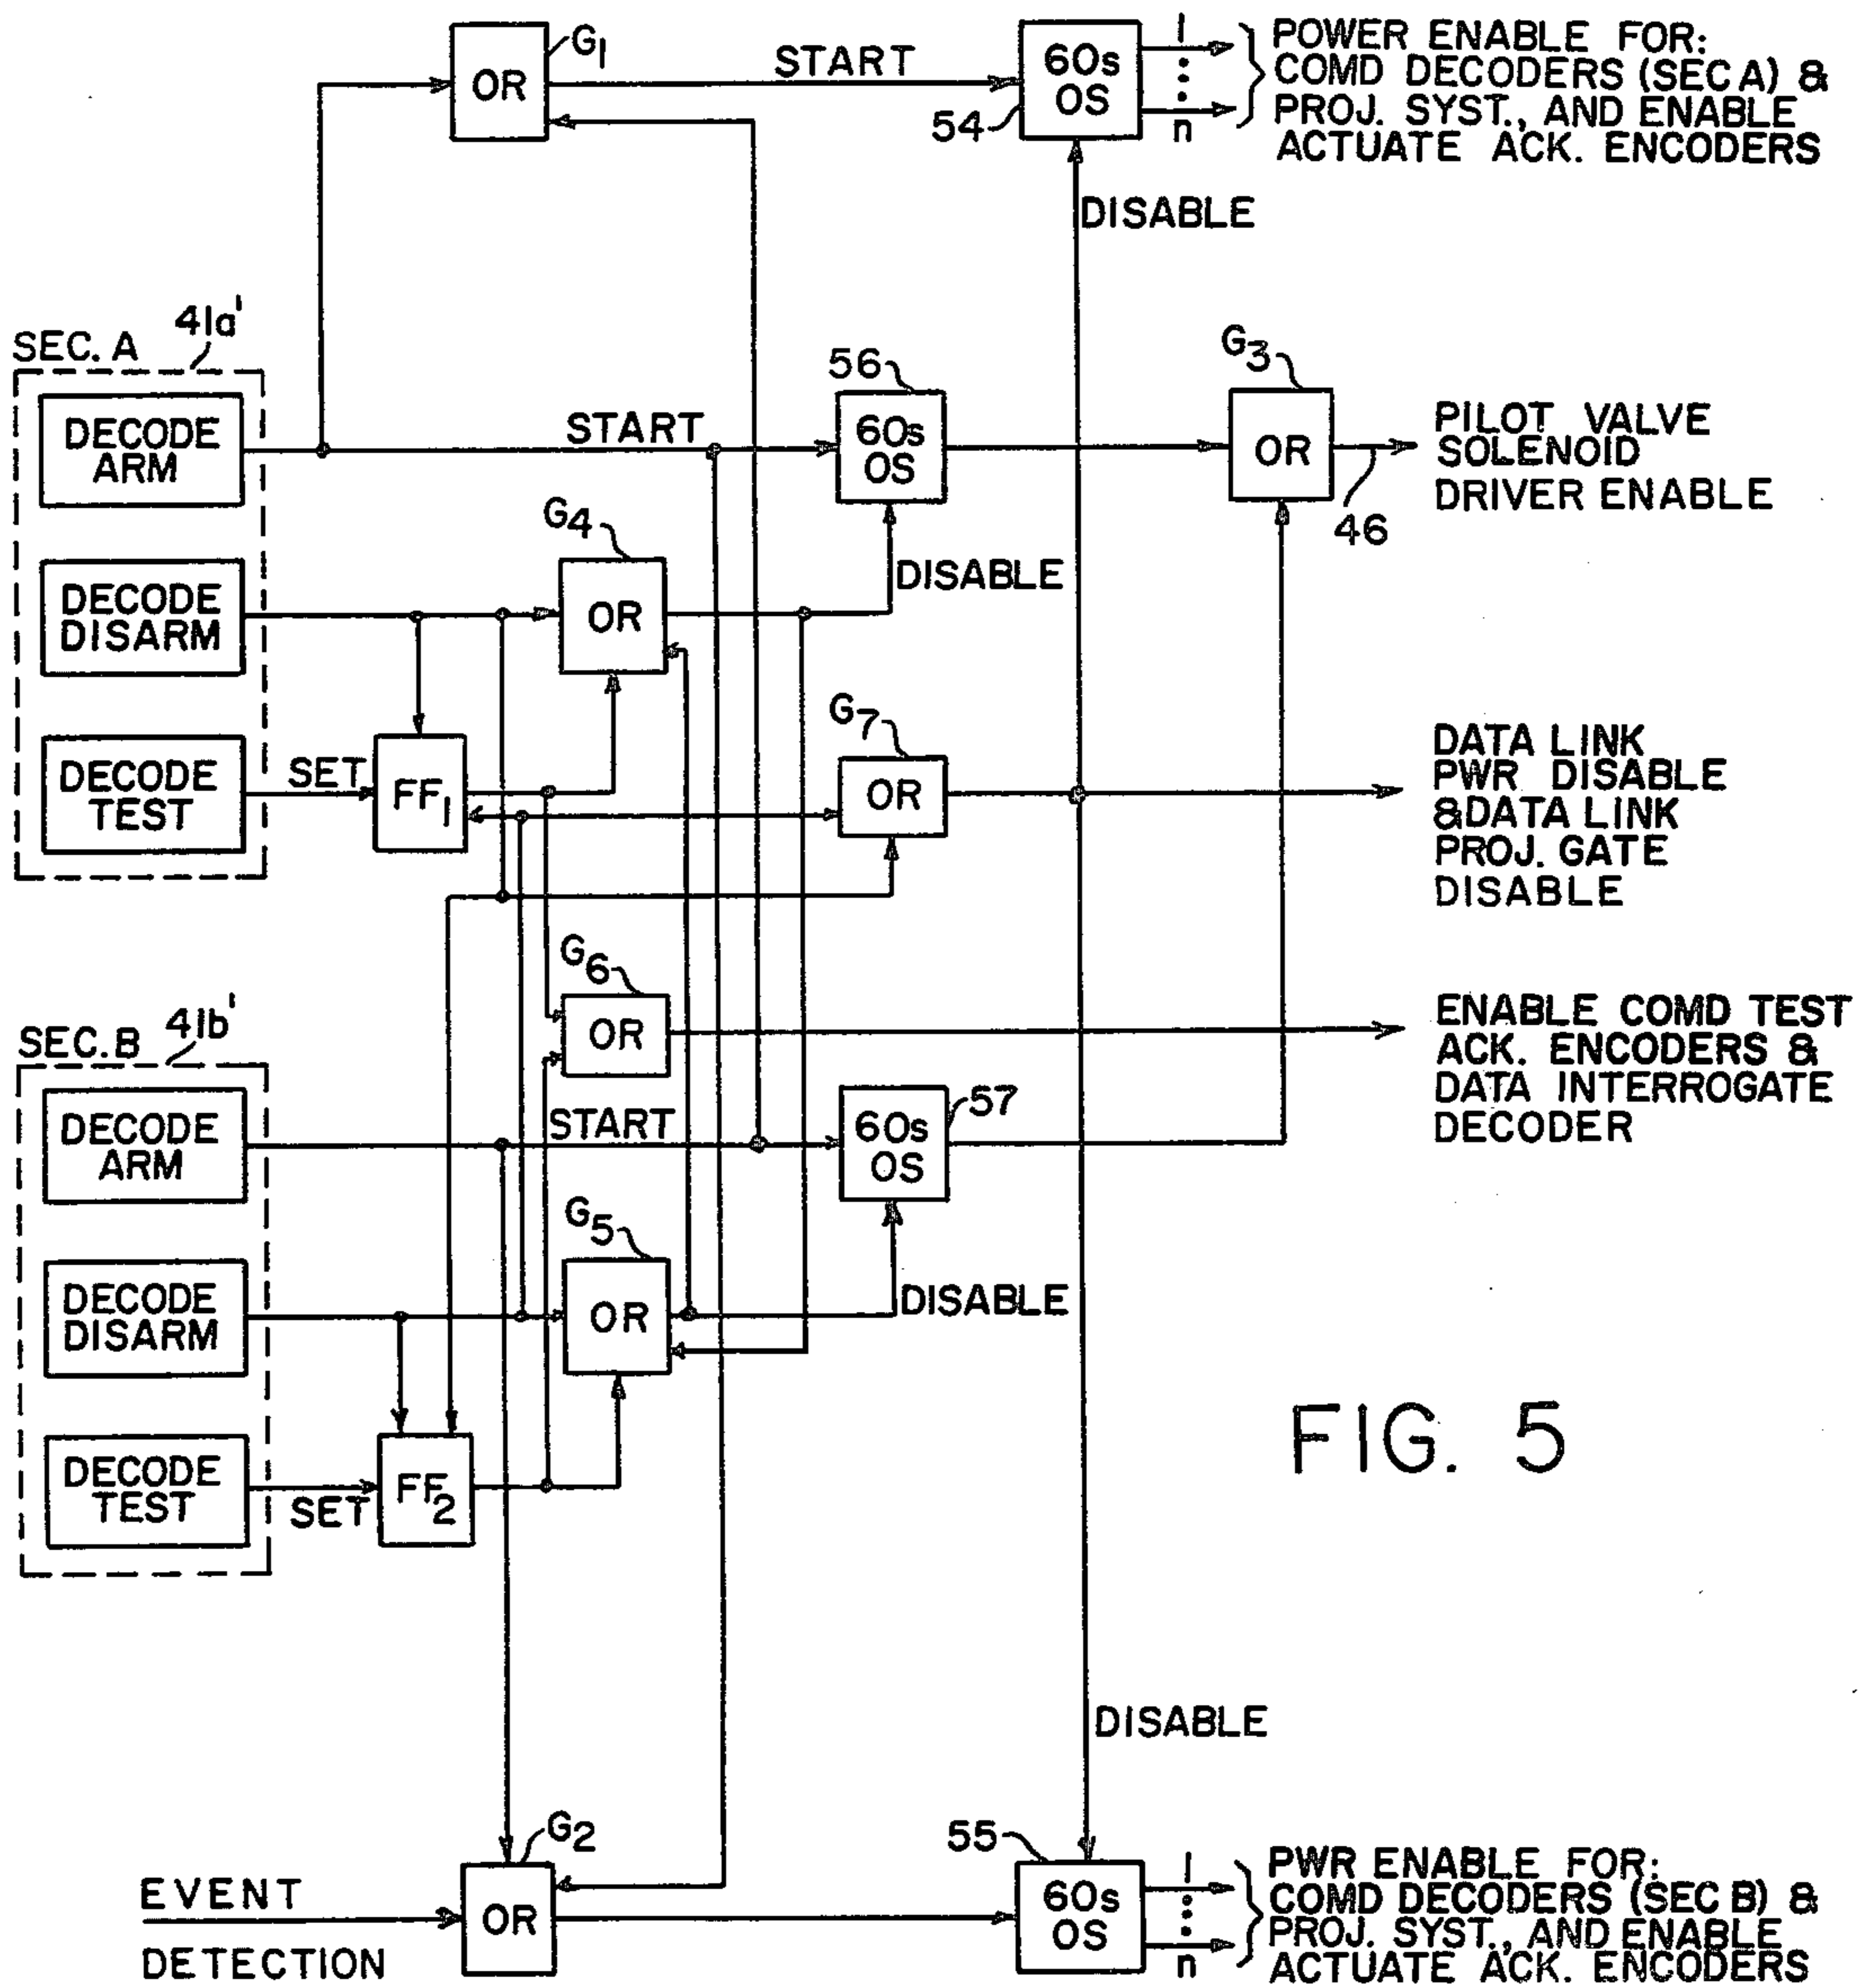 G1
OR
START
60s
OS
54
1
n
POWER ENABLE FOR:
COMD DECODERS (SEC A) &
PROJ. SYST., AND ENABLE
ACTUATE ACK. ENCODERS
DISABLE
SEC. A
41a'
DECODE
ARM
START
56
60s
OS
G3
OR
46
PILOT VALVE
SOLENOID
DRIVER ENABLE
DECODE
DISARM
G4
OR
DISABLE
DECODE
TEST
SET
FF1
G7
OR
DATA LINK
PWR DISABLE
&DATA LINK
PROJ. GATE
DISABLE
G6
OR
ENABLE COMD TEST
ACK. ENCODERS &
DATA INTERROGATE
DECODER
SEC. B
41b'
DECODE
ARM
START
60s
OS
57
DECODE
DISARM
G5
OR
DISABLE
DECODE
TEST
SET
FF2
FIG. 5
DISABLE
EVENT
DETECTION
G2
OR
55
60s
OS
1
n
PWR ENABLE FOR:
COMD DECODERS (SEC B) &
PROJ. SYST., AND ENABLE
ACTUATE ACK. ENCODERS